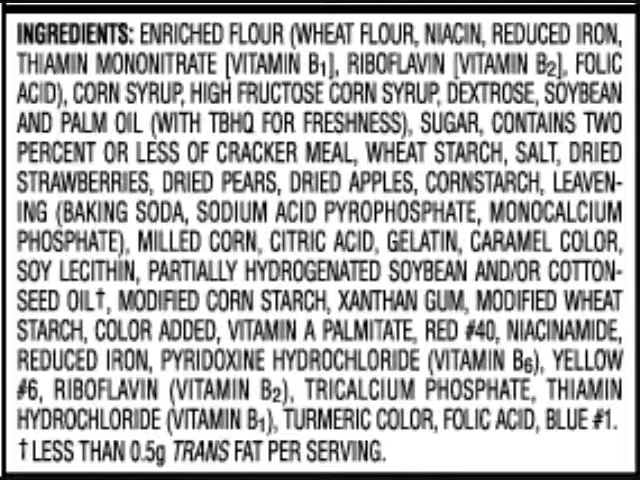 INGREDIENTS: ENRICHED FLOUR (WHEAT FLOUR, NIACIN, REDUCED IRON,
THIAMIN MONONITRATE [VITAMIN B1], RIBOFLAVIN [VITAMIN B2], FOLIC
ACID), CORN SYRUP, HIGH FRUCTOSE CORN SYRUP, DEXTROSE, SOYBEAN
AND PALM OIL (WITH TBHQ FOR FRESHNESS), SUGAR, CONTAINS TWO
PERCENT OR LESS OF CRACKER MEAL, WHEAT STARCH, SALT, DRIED
STRAWBERRIES, DRIED PEARS, DRIED APPLES, CORNSTARCH, LEAVEN-
ING (BAKING SODA, SODIUM ACID PYROPHOSPHATE, MONOCALCIUM
PHOSPHATE), MILLED CORN, CITRIC ACID, GELATIN, CARAMEL COLOR,
SOY LECITHIN, PARTIALLY HYDROGENATED SOYBEAN AND/OR COTTON-
SEED OIL†, MODIFIED CORN STARCH, XANTHAN GUM, MODIFIED WHEAT
STARCH, COLOR ADDED, VITAMIN A PALMITATE, RED #40, NIACINAMIDE,
REDUCED IRON, PYRIDOXINE HYDROCHLORIDE (VITAMIN B6), YELLOW
#6, RIBOFLAVIN (VITAMIN B2), TRICALCIUM PHOSPHATE, THIAMIN
HYDROCHLORIDE (VITAMIN B1), TURMERIC COLOR, FOLIC ACID, BLUE #1.
† LESS THAN 0.5g TRANS FAT PER SERVING.